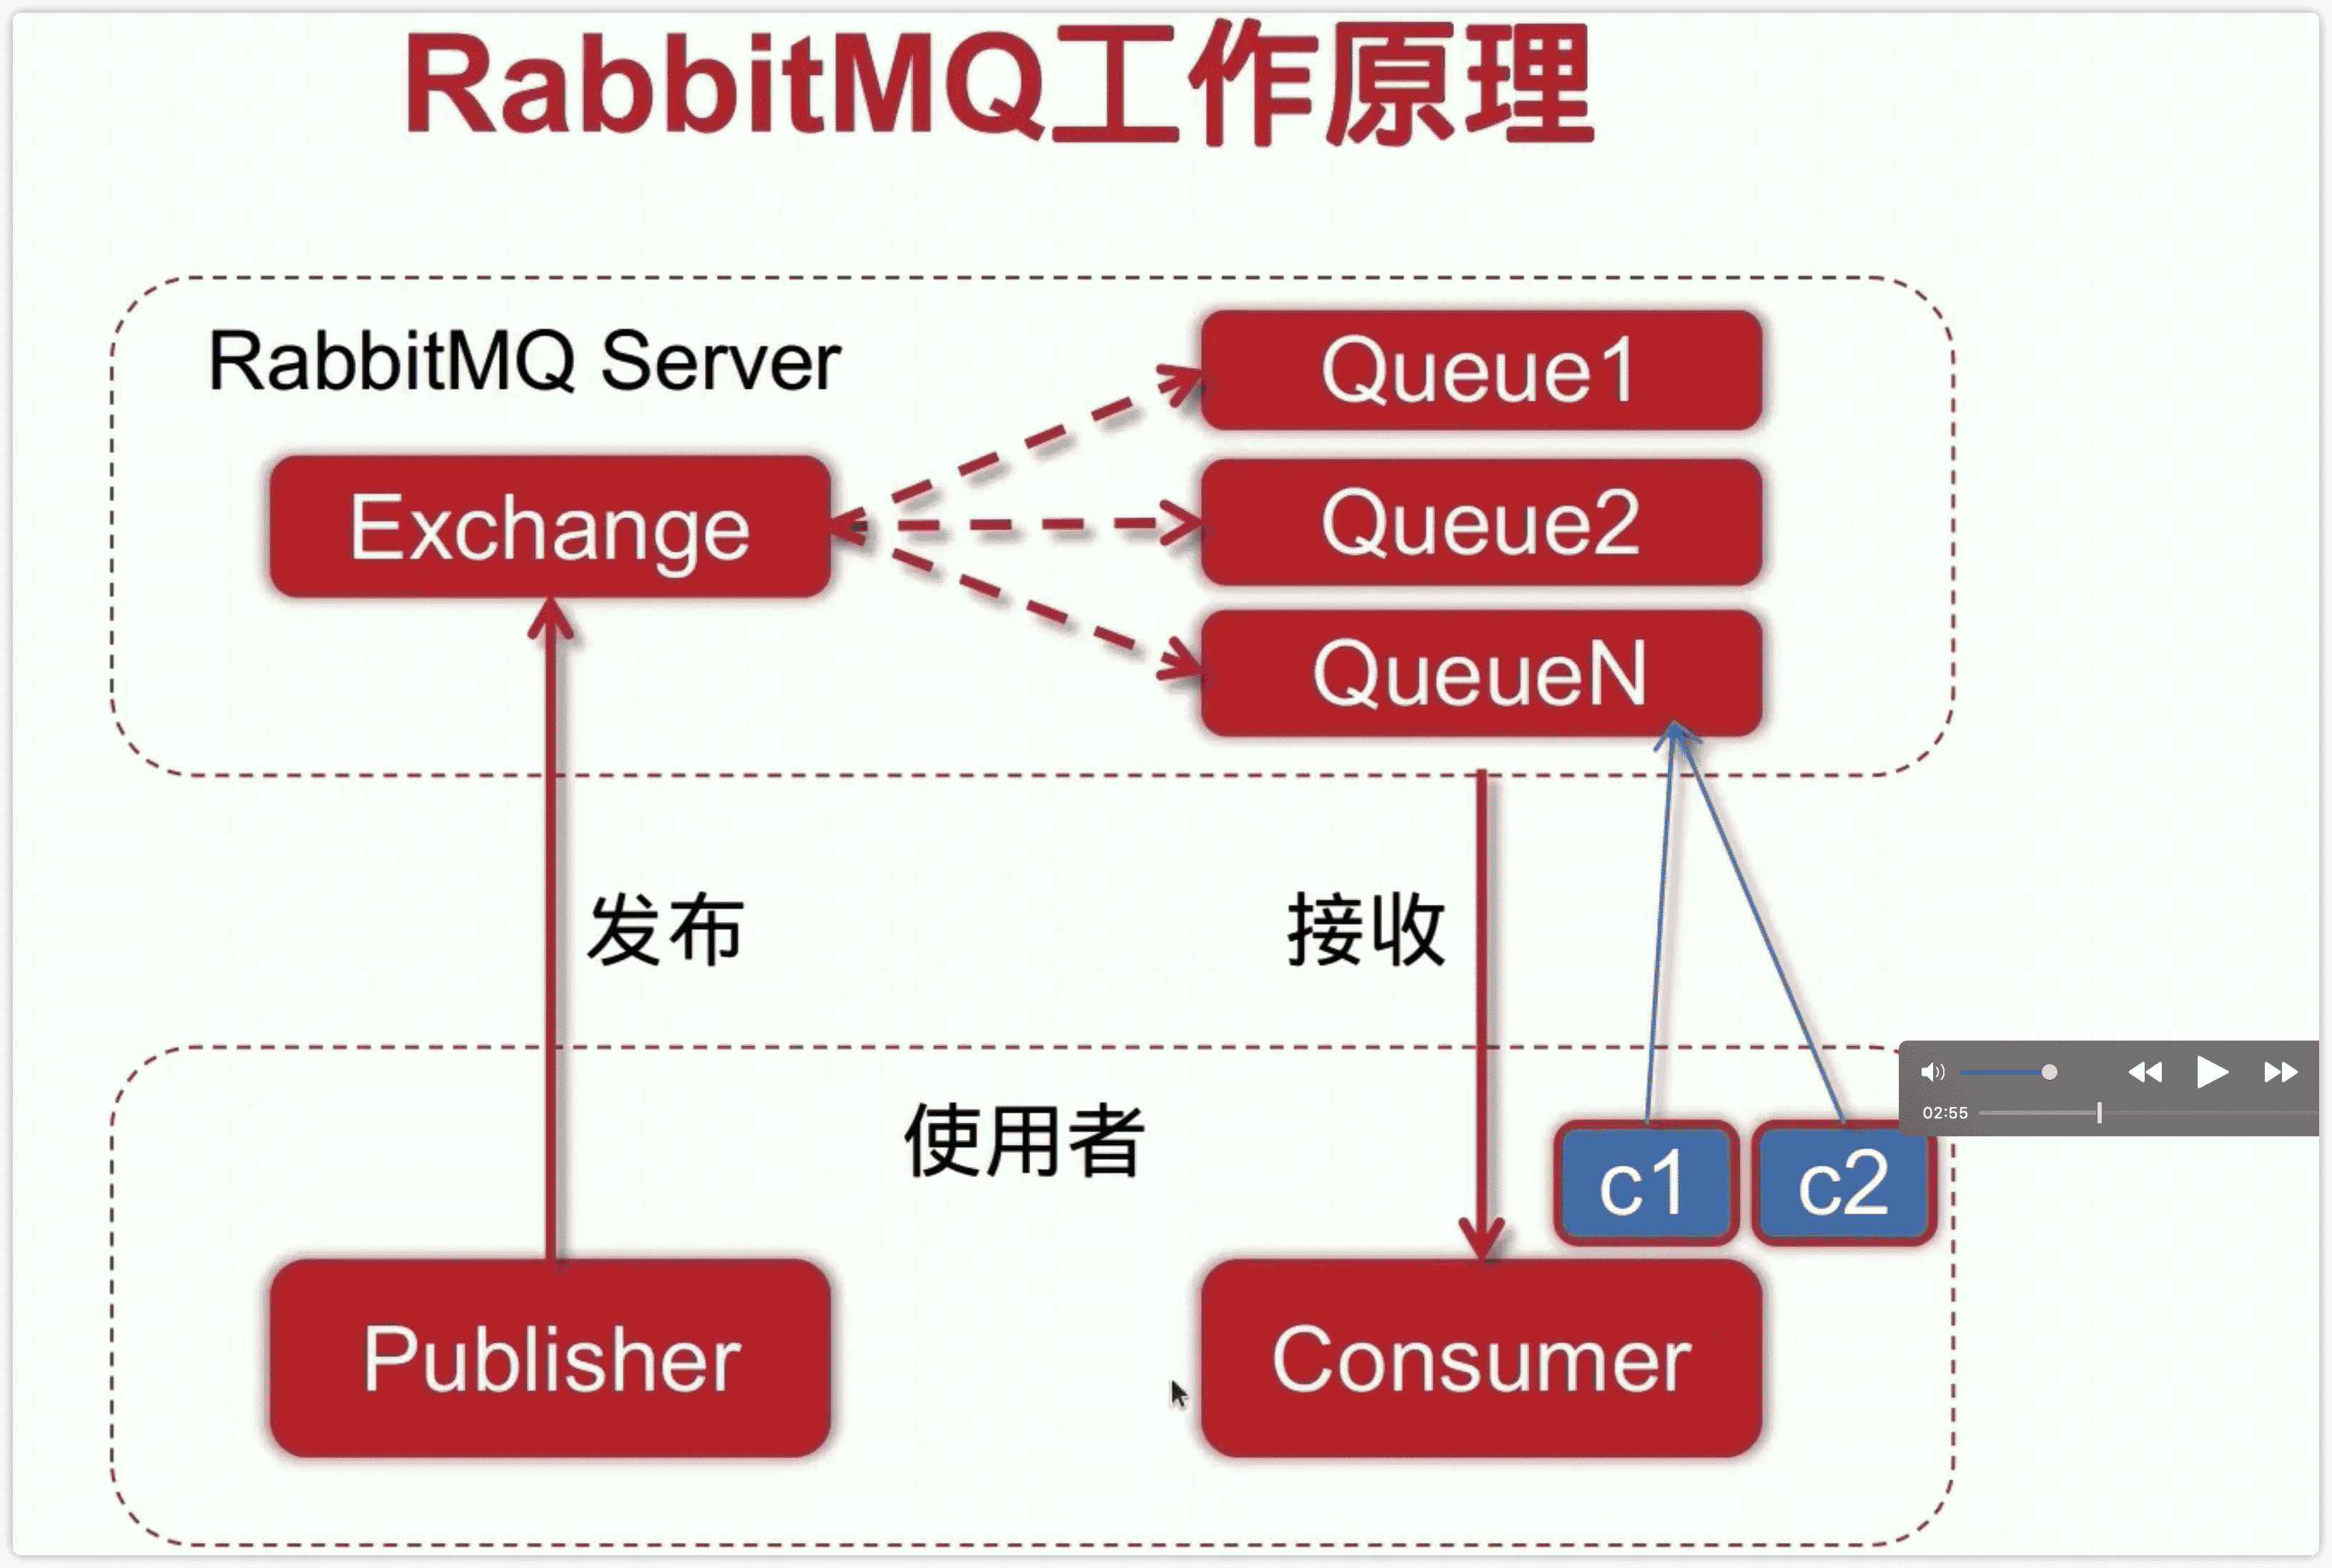 RabbitMQ工作原理
RabbitMQ Server
Queue1
Exchange
Queue2
QueueN
发布
接收
使用者
02:55
c1
c2
Publisher
Consumer